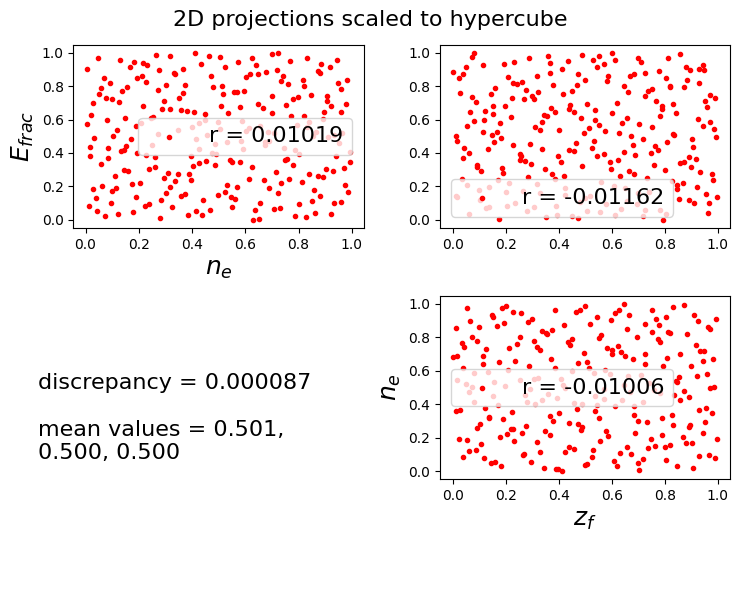 2D projections scaled to hypercube
1.0
0.8
0.6
0.4
0.2
0.0
E_frac
r = 0.01019
0.0 0.2 0.4 0.6 0.8 1.0
n_e
1.0
0.8
0.6
0.4
0.2
0.0
r = -0.01162
0.0 0.2 0.4 0.6 0.8 1.0
discrepancy = 0.000087
mean values = 0.501,
0.500, 0.500
1.0
0.8
0.6
0.4
0.2
0.0
n_e
r = -0.01006
0.0 0.2 0.4 0.6 0.8 1.0
z_f